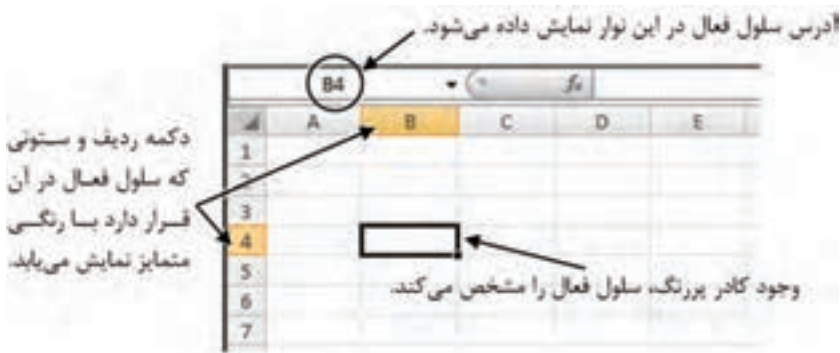 آدرس سلول فعال در این نوار نمایش داده می‌شود.
B4 fx
A B C D E
1
2
3
4
5
6
7
دکمه ردیف و ستونی
که سلول فعال در آن
قرار دارد با رنگی
متمایز نمایش می‌یابد.
وجود کادر پررنگ، سلول فعال را مشخص می‌کند.